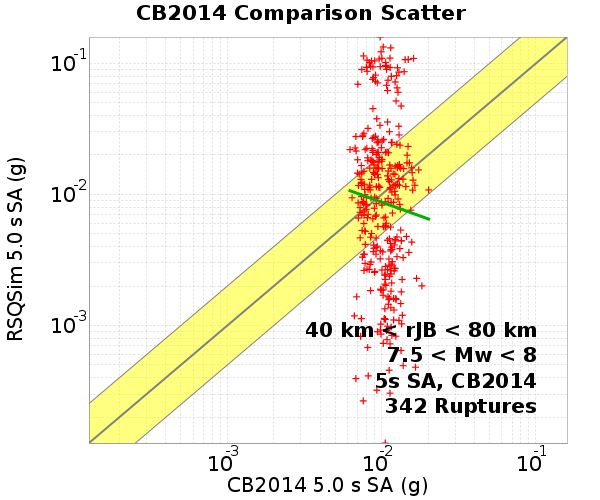 CB2014 Comparison Scatter
RSQSim 5.0 s SA (g)
10-1
10-2
10-3
40 km < rJB < 80 km
7.5 < Mw < 8
5s SA, CB2014
342 Ruptures
10-3 10-2 10-1
CB2014 5.0 s SA (g)